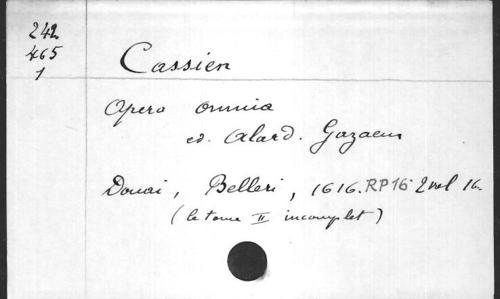 242
465
1
Cassien
Opera omnia
ed. Alard. Gazaeus
Douai, Belleri, 1616. RP16 2 vol 16.
(le tome II incomplet)